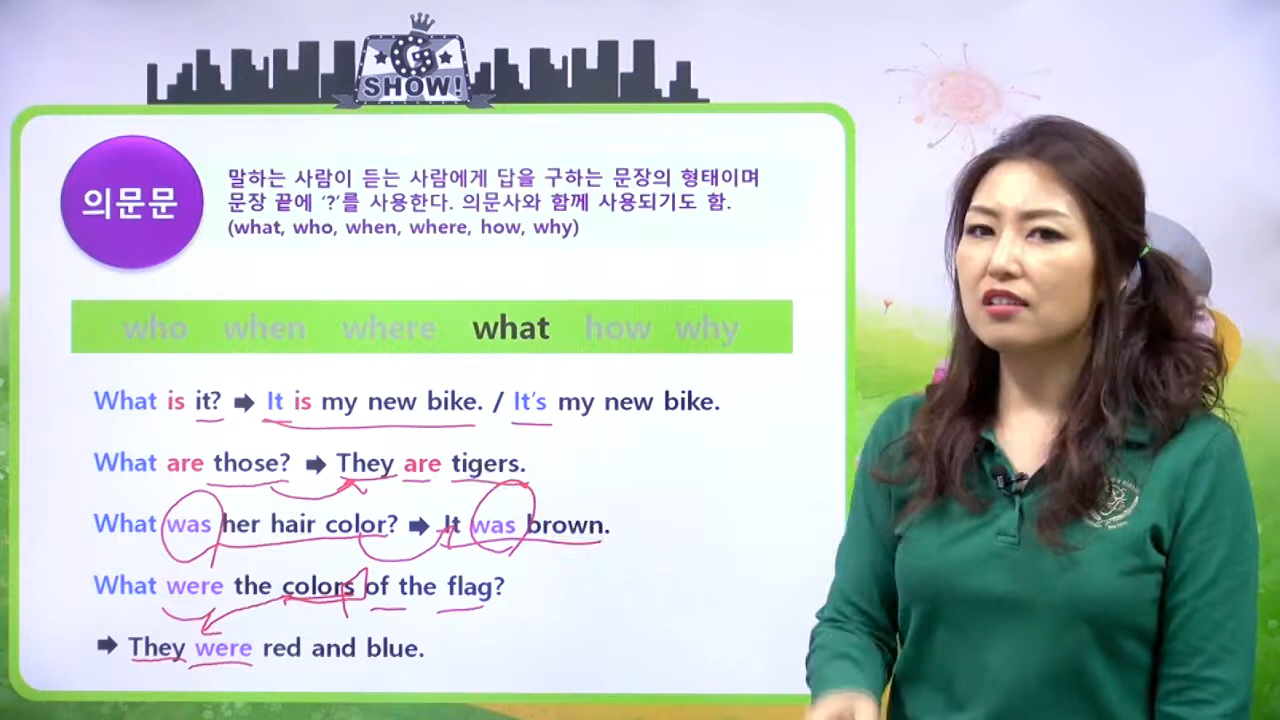 G
SHOW!
의문문
말하는 사람이 듣는 사람에게 답을 구하는 문장의 형태이며
문장 끝에 ‘?’를 사용한다. 의문사와 함께 사용되기도 함.
(what, who, when, where, how, why)
who when where what how why
What is it? ➡ It is my new bike. / It’s my new bike.
What are those? ➡ They are tigers.
What was her hair color? ➡ It was brown.
What were the colors of the flag?
➡ They were red and blue.